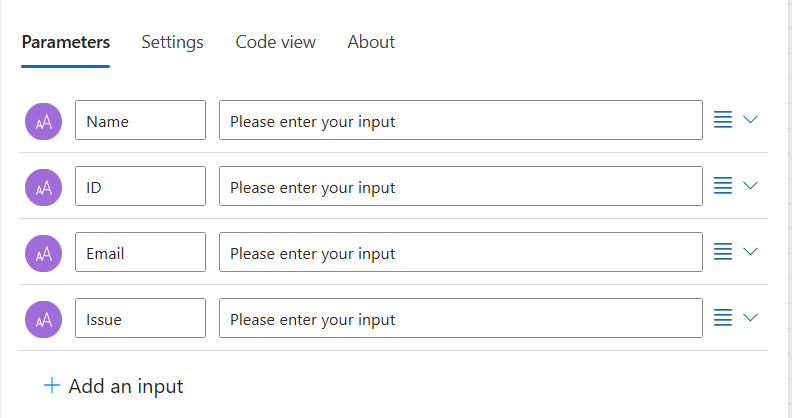 Parameters Settings Code view About
AA Name Please enter your input
AA ID Please enter your input
AA Email Please enter your input
AA Issue Please enter your input
+ Add an input